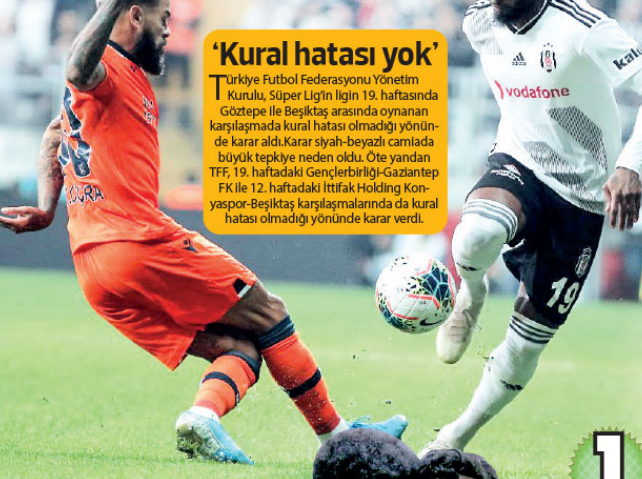 ‘Kural hatası yok’
Türkiye Futbol Federasyonu Yönetim
Kurulu, Süper Lig’in ligin 19. haftasında
Göztepe ile Beşiktaş arasında oynanan
karşılaşmada kural hatası olmadığı yönün-
de karar aldı.Karar siyah-beyazlı camiada
büyük tepkiye neden oldu. Öte yandan
TFF, 19. haftadaki Gençlerbirliği-Gaziantep
FK ile 12. haftadaki İttifak Holding Kon-
yaspor-Beşiktaş karşılaşmalarında da kural
hatası olmadığı yönünde karar verdi.
vodafone
19
1